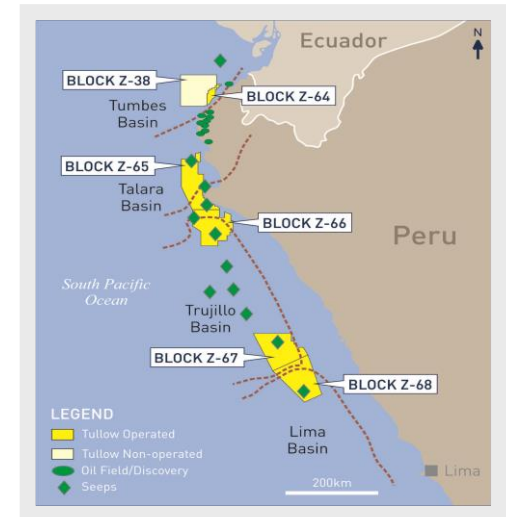 Ecuador
N
BLOCK Z-38
BLOCK Z-64
Tumbes
Basin
BLOCK Z-65
Talara
Basin
BLOCK Z-66
Peru
South Pacific
Ocean
Trujillo
Basin
BLOCK Z-67
BLOCK Z-68
LEGEND
Tullow Operated
Tullow Non-operated
Oil Field/Discovery
Seeps
Lima
Basin
Lima
200km